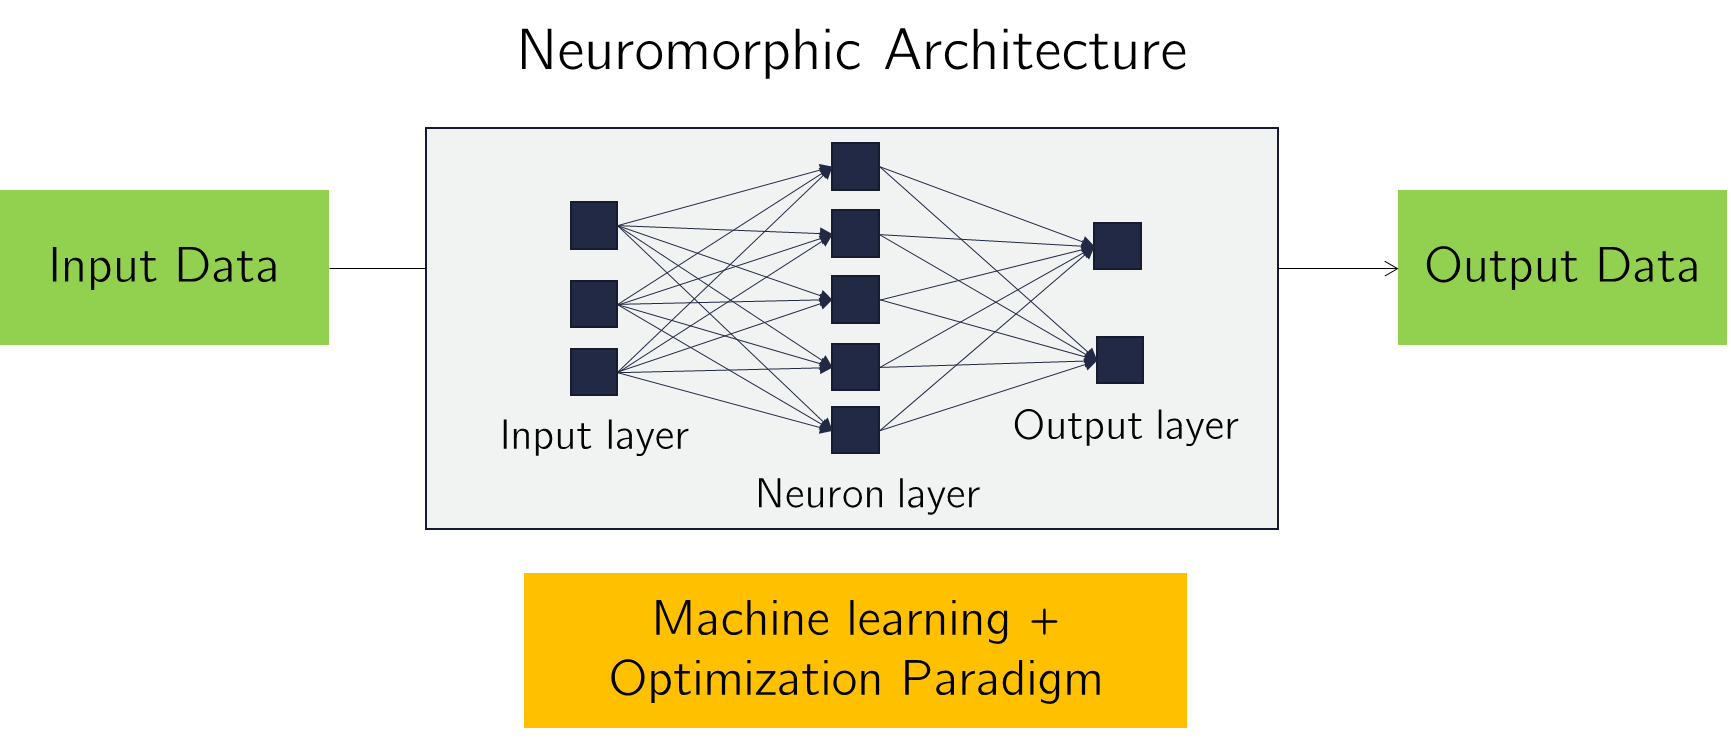 Neuromorphic Architecture
Input Data
Output Data
Input layer
Output layer
Neuron layer
Machine learning +
Optimization Paradigm